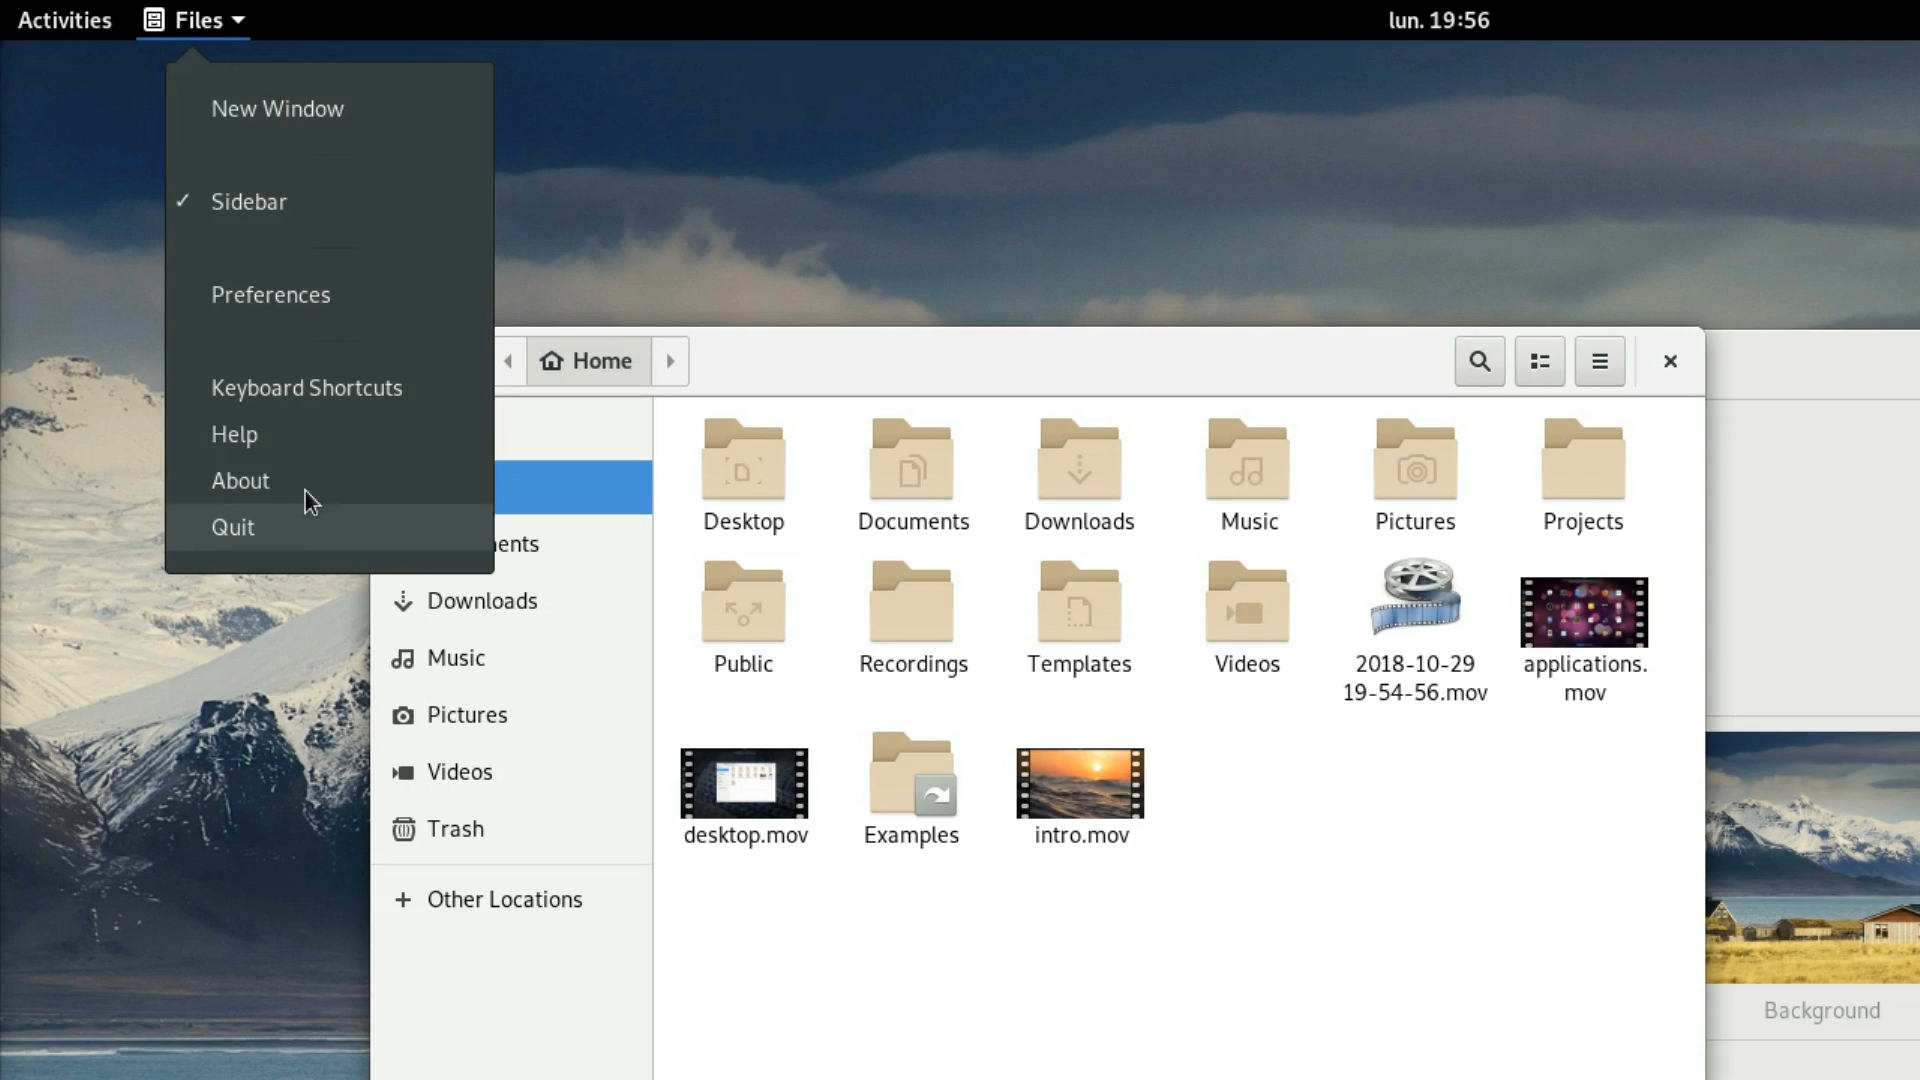 Activities
Files
lun. 19:56
New Window
Sidebar
Preferences
Keyboard Shortcuts
Help
About
Quit
Home
ents
Downloads
Music
Pictures
Videos
Trash
Other Locations
Desktop
Documents
Downloads
Music
Pictures
Projects
Public
Recordings
Templates
Videos
2018-10-29
19-54-56.mov
applications.
mov
desktop.mov
Examples
intro.mov
Background